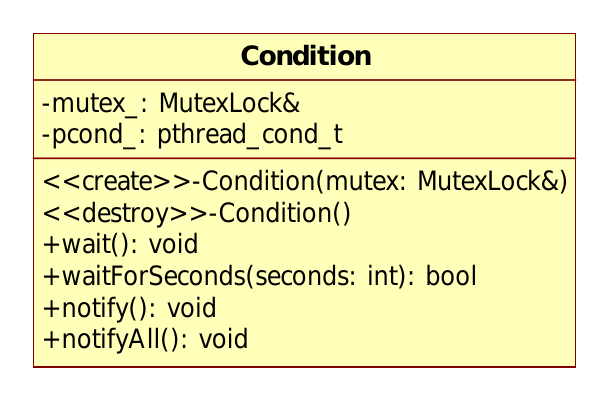 Condition
-mutex_: MutexLock&
-pcond_: pthread_cond_t
<<create>>-Condition(mutex: MutexLock&)
<<destroy>>-Condition()
+wait(): void
+waitForSeconds(seconds: int): bool
+notify(): void
+notifyAll(): void